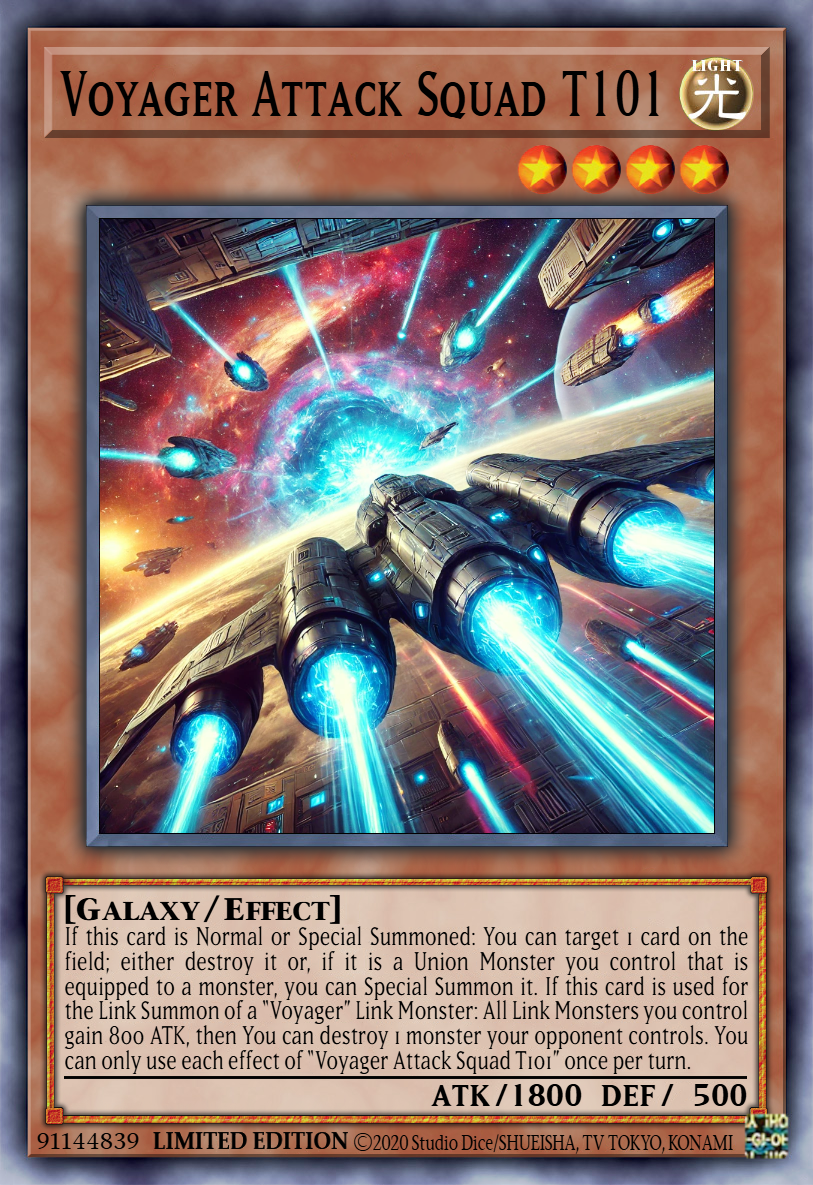 Voyager Attack Squad T101
LIGHT
光
[Galaxy/Effect]
If this card is Normal or Special Summoned: You can target 1 card on the
field; either destroy it or, if it is a Union Monster you control that is
equipped to a monster, you can Special Summon it. If this card is used for
the Link Summon of a "Voyager" Link Monster: All Link Monsters you control
gain 800 ATK, then You can destroy 1 monster your opponent controls. You
can only use each effect of "Voyager Attack Squad T101" once per turn.
ATK/1800 DEF/ 500
91144839 LIMITED EDITION ©2020 Studio Dice/SHUEISHA, TV TOKYO, KONAMI